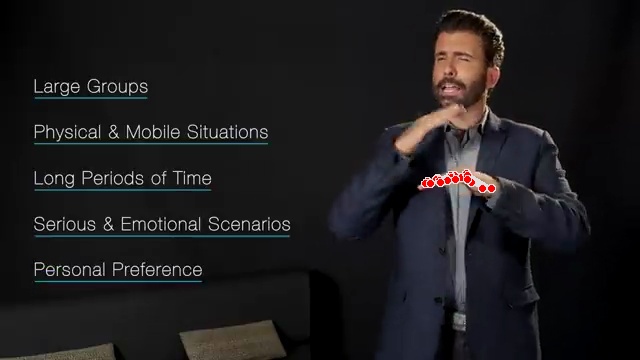 Large Groups
Physical & Mobile Situations
Long Periods of Time
Serious & Emotional Scenarios
Personal Preference